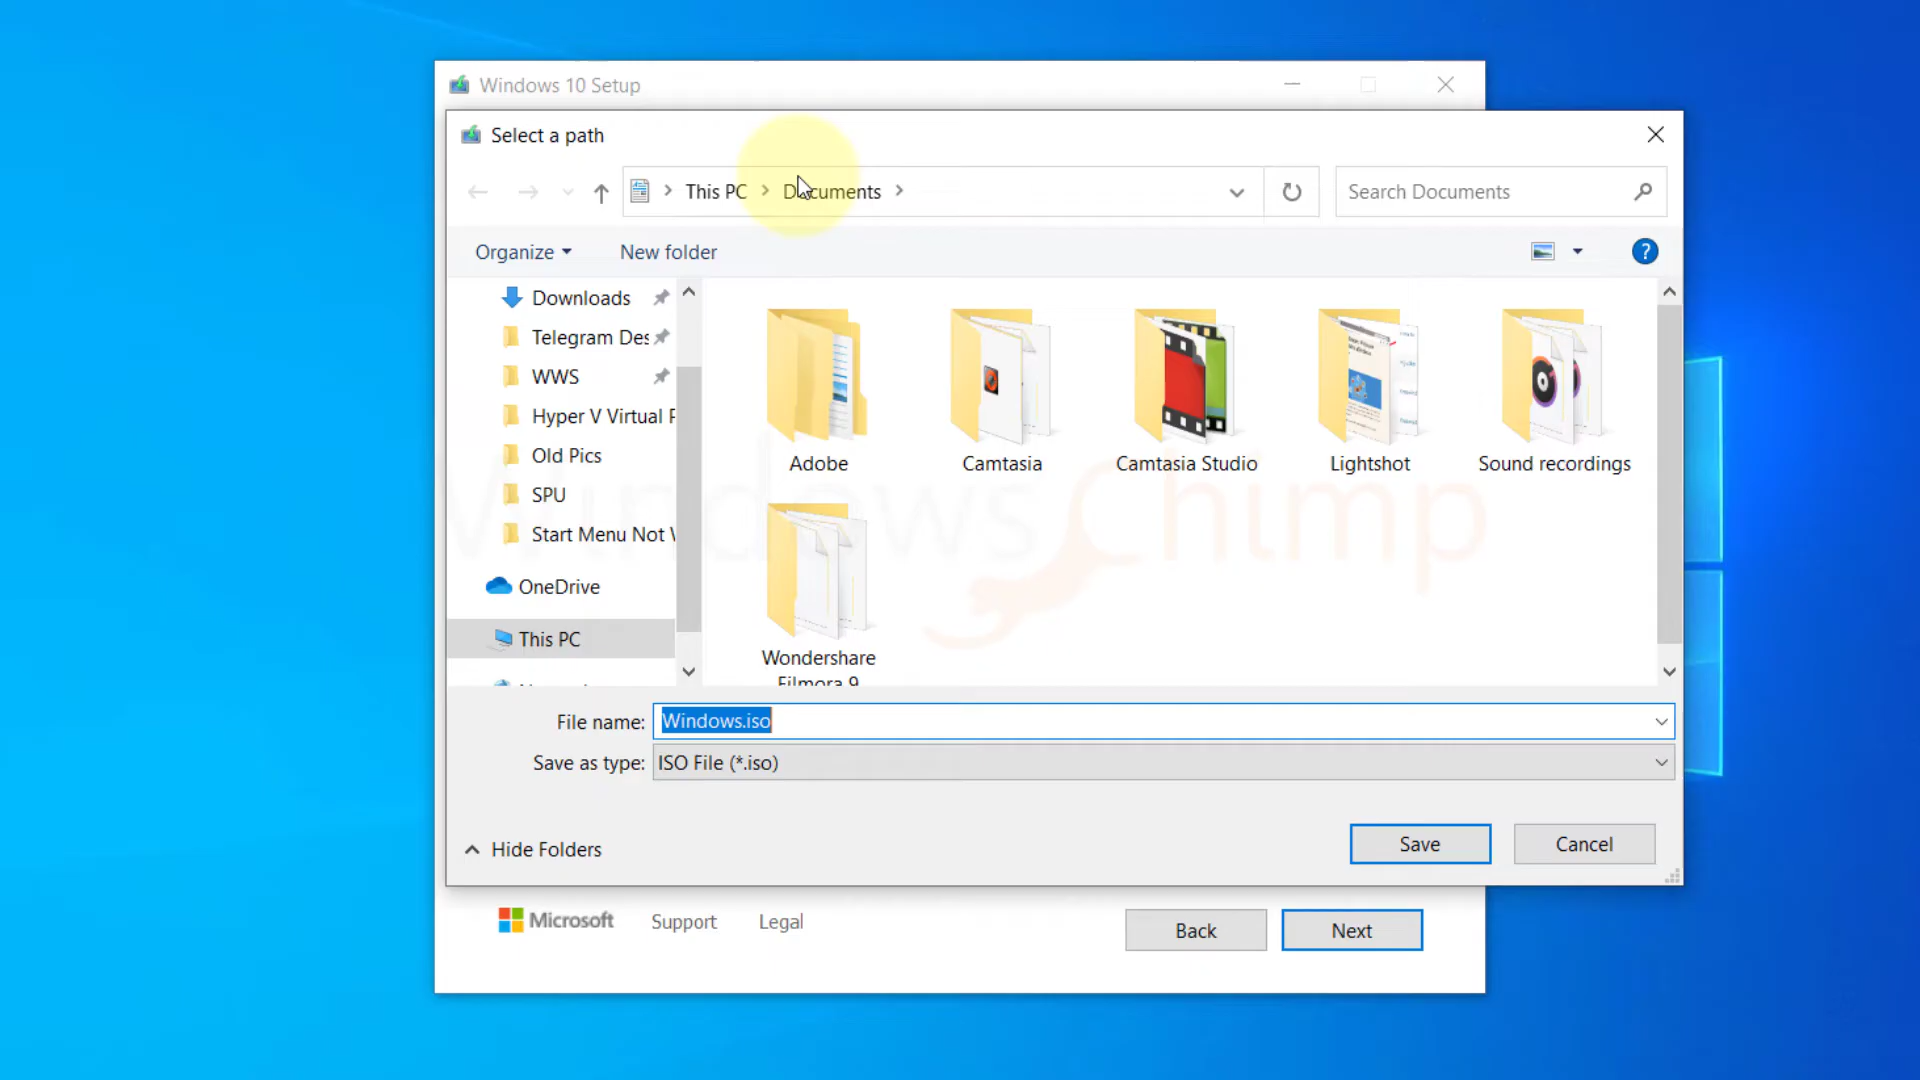 Windows 10 Setup
Select a path
This PC
Documents
Search Documents
Organize
New folder
?
Downloads
Telegram Des
WWS
Hyper V Virtual
Old Pics
SPU
Start Menu Not
OneDrive
This PC
Adobe
Camtasia
Camtasia Studio
Lightshot
Sound recordings
Wondershare
Filmora 9
Windows Chimp
File name: Windows.iso
Save as type: ISO File (*.iso)
Hide Folders
Save
Cancel
Microsoft
Support
Legal
Back
Next